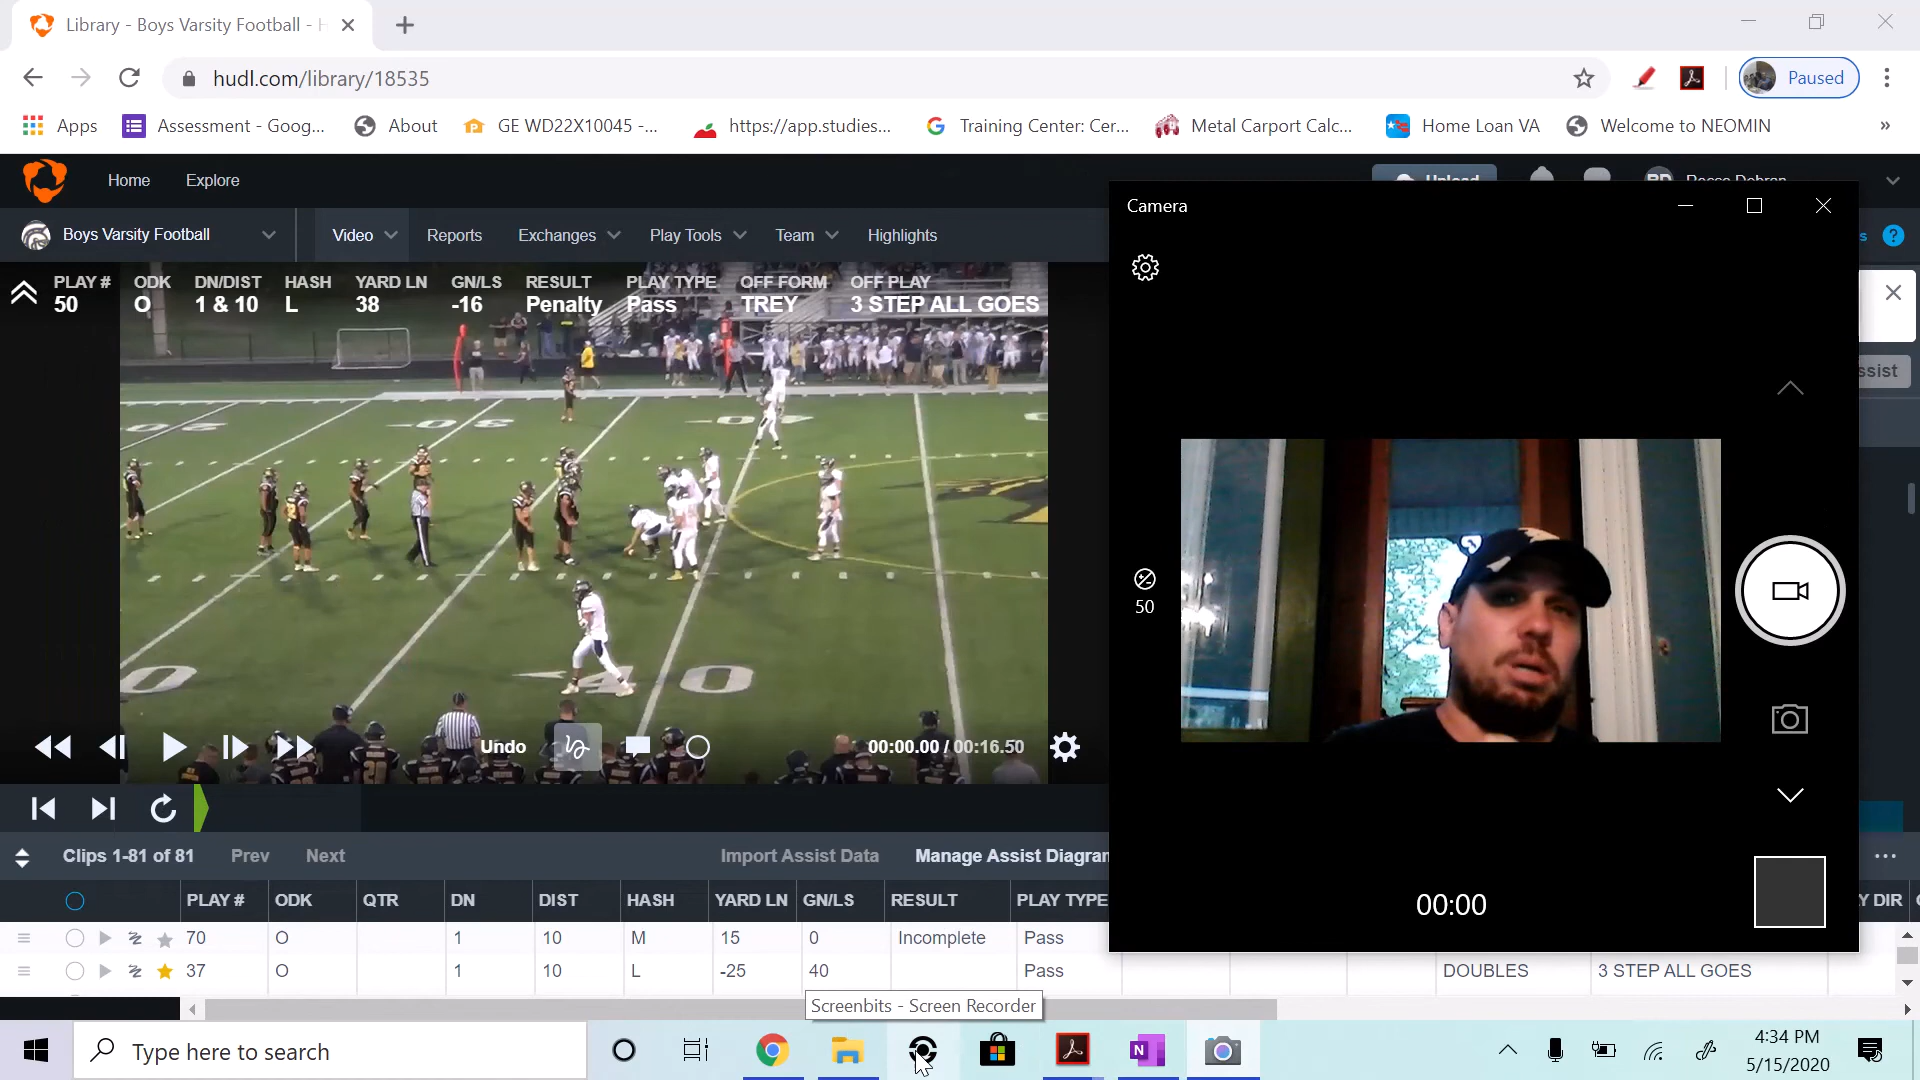 Library - Boys Varsity Football - H
hudl.com/library/18535
Paused
Apps
Assessment - Goog...
About
GE WD22X10045 -...
https://app.studies...
Training Center: Cer...
Metal Carport Calc...
Home Loan VA
Welcome to NEOMIN
»
Home
Explore
Upload
Boys Varsity Football
Video
Reports
Exchanges
Play Tools
Team
Highlights
s
?
Camera
PLAY # ODK DN/DIST HASH YARD LN GN/LS RESULT PLAY TYPE OFF FORM OFF PLAY
50 O 1 & 10 L 38 -16 Penalty Pass TREY 3 STEP ALL GOES
ssist
50
00:00
Undo
00:00.00 / 00:16.50
Clips 1-81 of 81
Prev
Next
Import Assist Data
Manage Assist Diagram
...
PLAY # ODK QTR DN DIST HASH YARD LN GN/LS RESULT PLAY TYPE Y DIR
70 O 1 10 M 15 0 Incomplete Pass
37 O 1 10 L -25 40 Pass DOUBLES 3 STEP ALL GOES
Screenbits - Screen Recorder
Type here to search
4:34 PM
5/15/2020